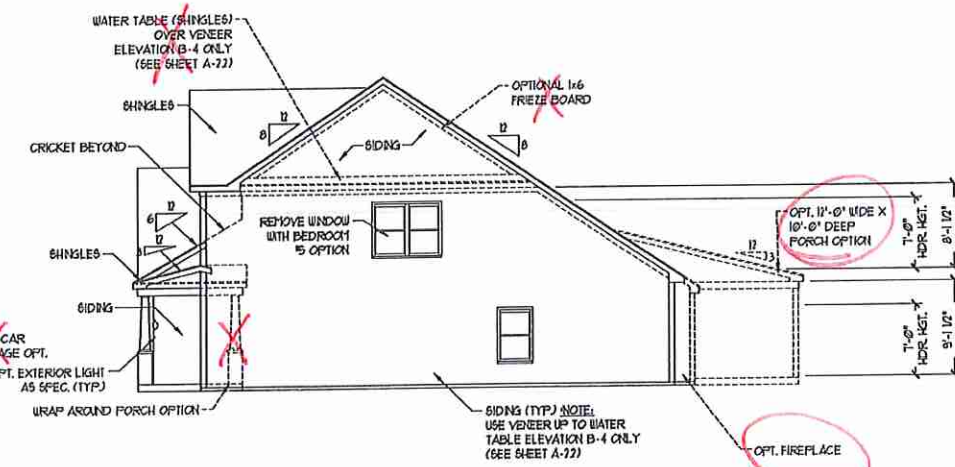 WATER TABLE (SHINGLES)
OVER VENEER
ELEVATION B-4 ONLY
(SEE SHEET A-22)
OPTIONAL 1x6
FRIEZE BOARD
SHINGLES
12
8
12
8
SIDING
CRICKET BEYOND
12
6
REMOVE WINDOW
WITH BEDROOM
#5 OPTION
OPT. 12'-0" WIDE X
10'-0" DEEP
PORCH OPTION
7'-0"
HDR. HGT.
8'-1 1/2"
12
3
12
3
SHINGLES
SIDING
CAR
AGE OPT.
PT. EXTERIOR LIGHT
AS SPEC. (TYP.)
7'-0"
HDR. HGT.
9'-1 1/2"
WRAP AROUND PORCH OPTION
SIDING (TYP.) NOTE:
USE VENEER UP TO WATER
TABLE ELEVATION B-4 ONLY
(SEE SHEET A-22)
OPT. FIREPLACE